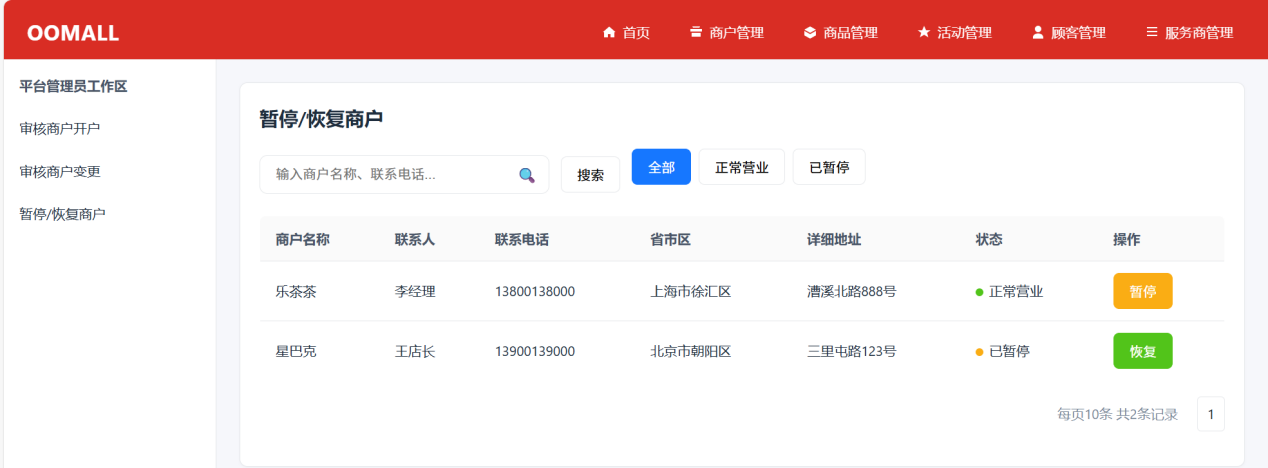 OOMALL 首页 商户管理 商品管理 活动管理 顾客管理 服务商管理
平台管理员工作区
审核商户开户
审核商户变更
暂停/恢复商户
暂停/恢复商户
输入商户名称、联系电话... 搜索 全部 正常营业 已暂停
商户名称 联系人 联系电话 省市区 详细地址 状态 操作
乐茶茶 李经理 13800138000 上海市徐汇区 漕溪北路888号 正常营业 暂停
星巴克 王店长 13900139000 北京市朝阳区 三里屯路123号 已暂停 恢复
每页10条 共2条记录 1